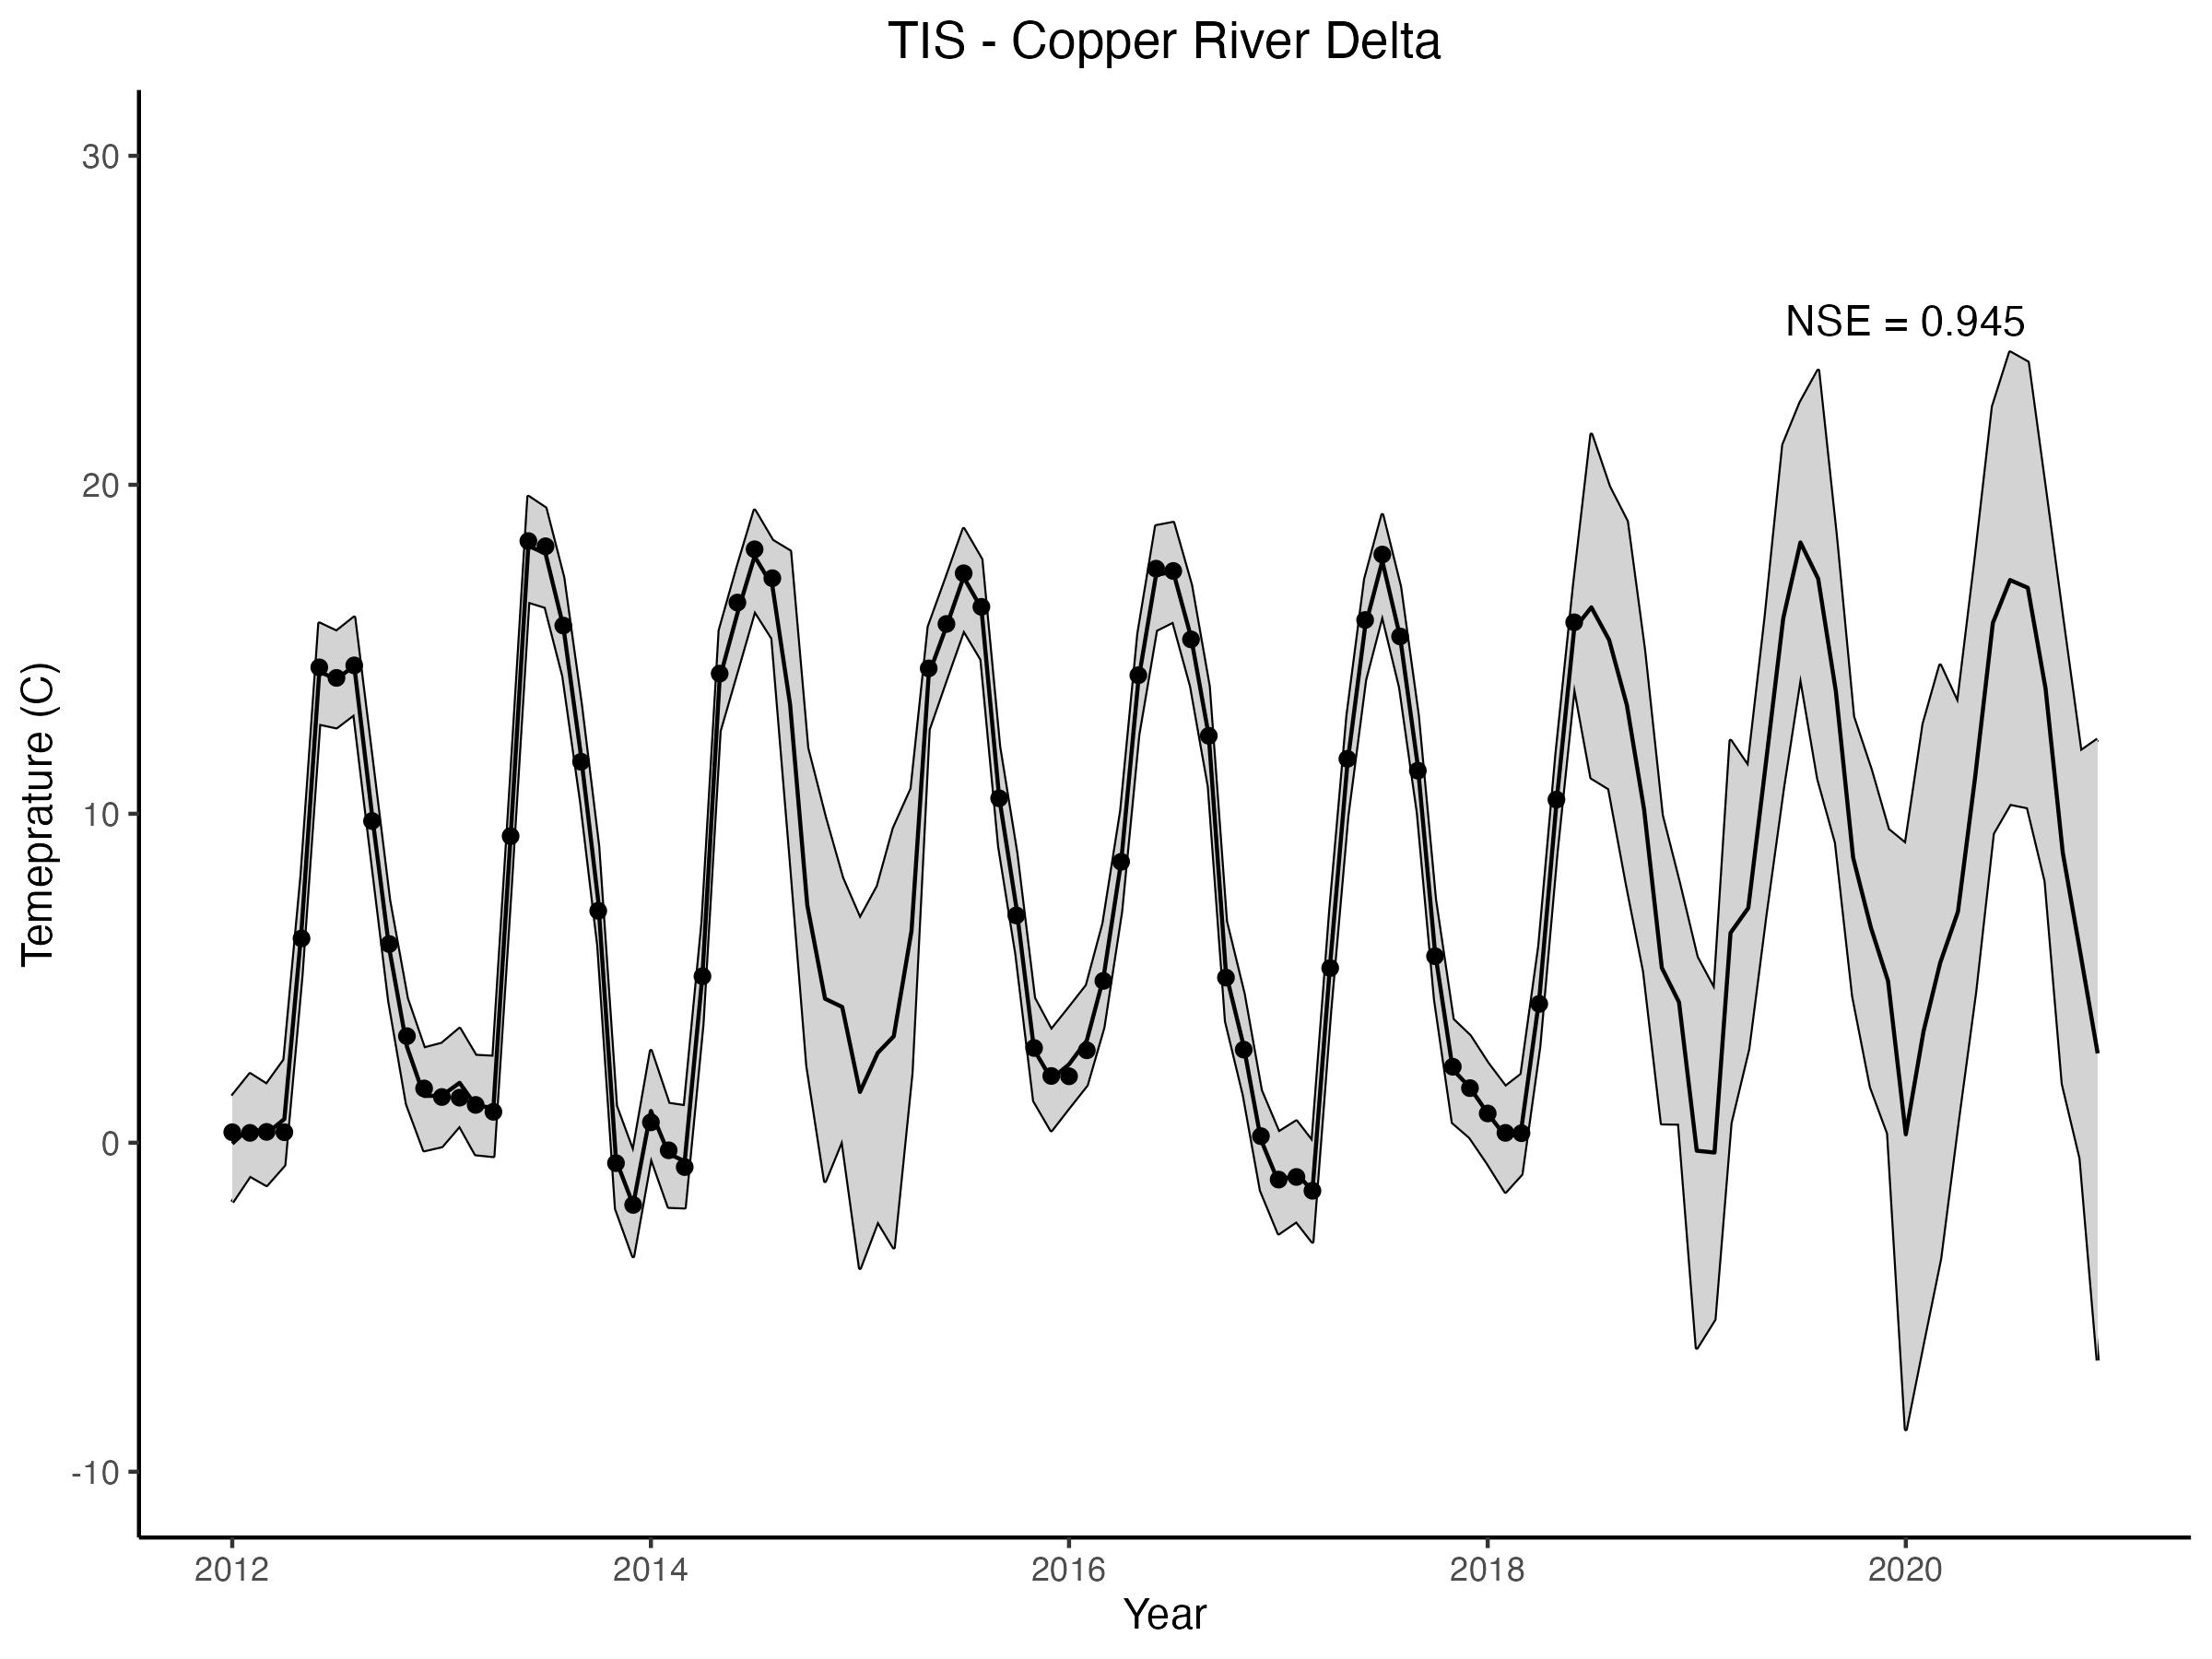 TIS - Copper River Delta
30
20
10
0
-10
Temeprature (C)
NSE = 0.945
2012
2014
2016
2018
2020
Year